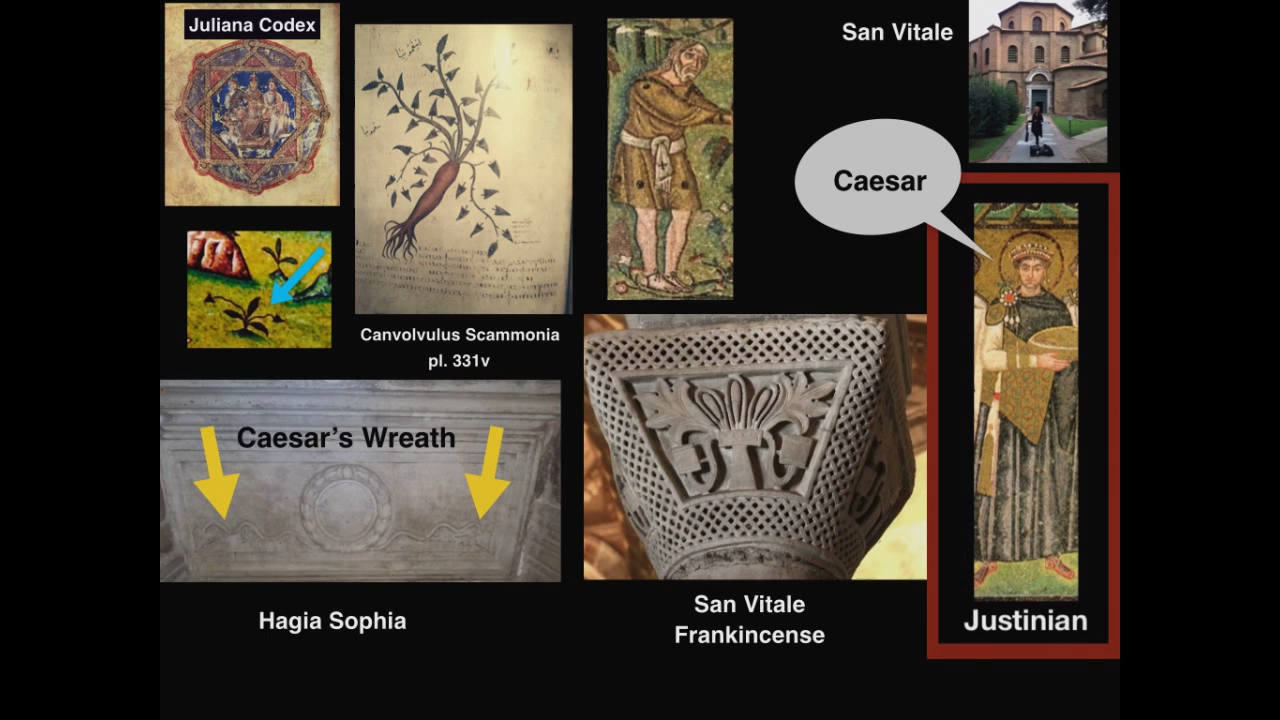 Juliana Codex
San Vitale
Caesar
Canvolvulus Scammonia
pl. 331v
Caesar's Wreath
Hagia Sophia
San Vitale
Frankincense
Justinian